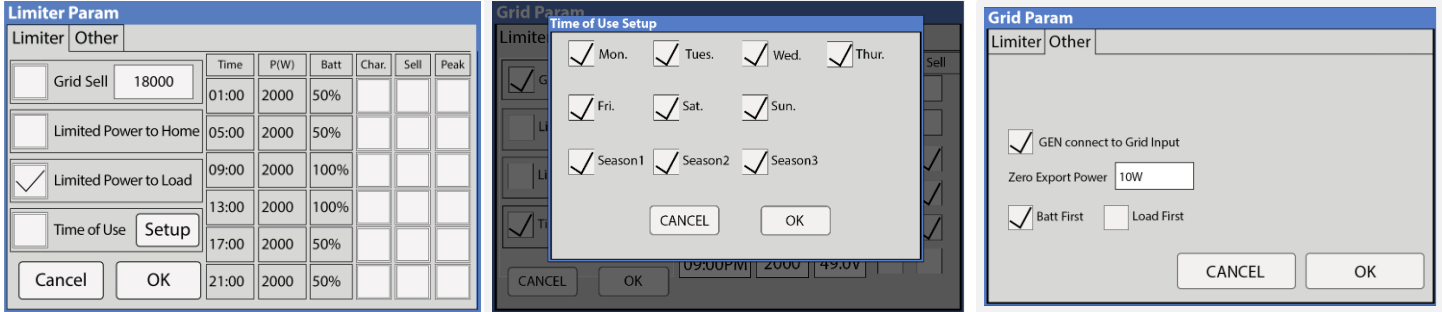 Limiter Param
Limiter Other
Grid Sell 18000
Limited Power to Home
Limited Power to Load
Time of Use Setup
Cancel OK
Time P(W) Batt Char. Sell Peak
01:00 2000 50%
05:00 2000 50%
09:00 2000 100%
13:00 2000 100%
17:00 2000 50%
21:00 2000 50%
Grid Param
Time of Use Setup
Mon. Tues. Wed. Thur.
Fri. Sat. Sun.
Season1 Season2 Season3
CANCEL OK
Sell
09:00PM 2000 49.0V
CANCEL OK
Grid Param
Limiter Other
GEN connect to Grid Input
Zero Export Power 10W
Batt First Load First
CANCEL OK